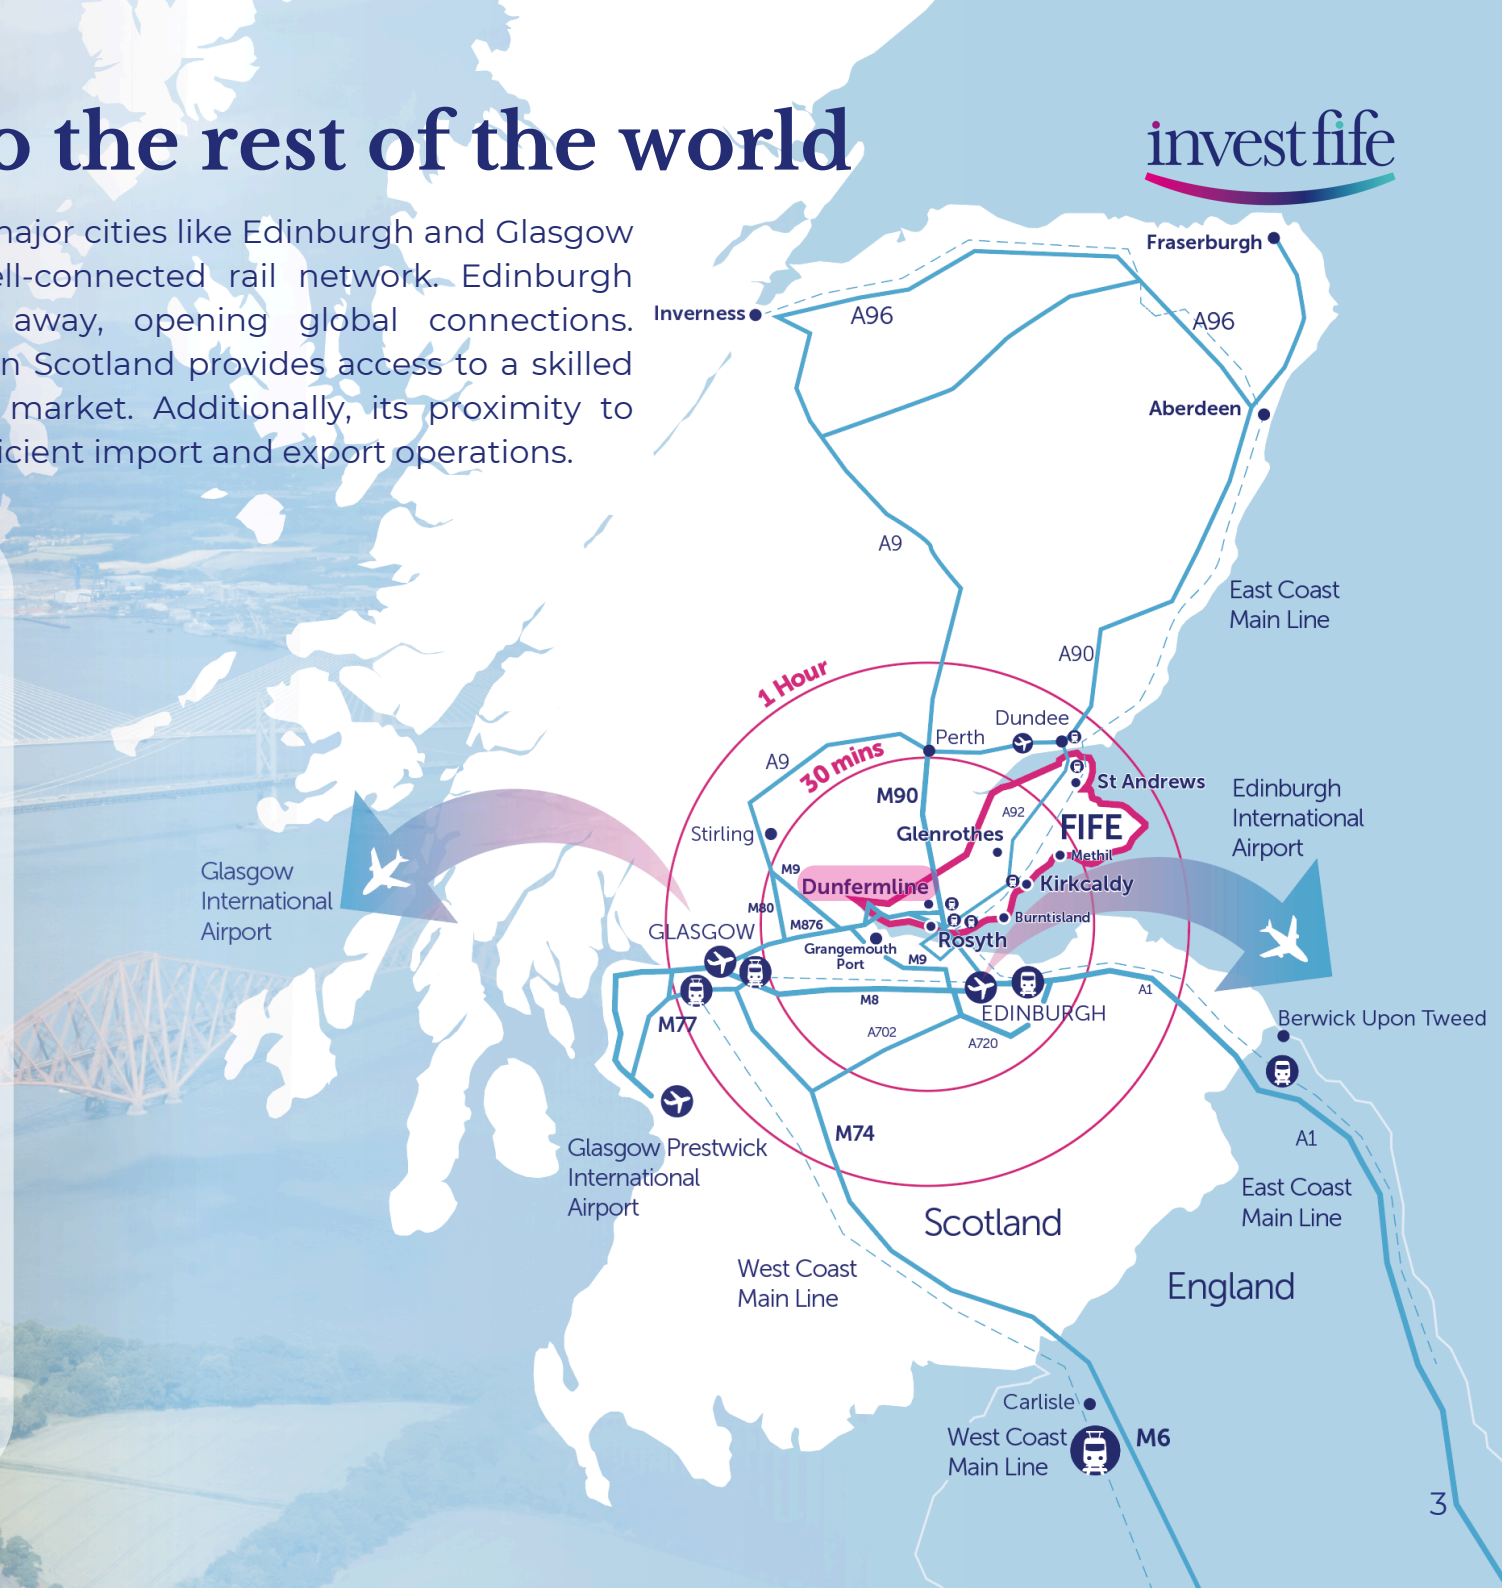 o the rest of the world
investfife
major cities like Edinburgh and Glasgow
ell-connected rail network. Edinburgh
away, opening global connections.
n Scotland provides access to a skilled
market. Additionally, its proximity to
ficient import and export operations.
Fraserburgh
Inverness
A96
A96
Aberdeen
A9
East Coast
Main Line
A90
1 Hour
Dundee
Perth
A9
30 mins
St Andrews
M90
Edinburgh
International
Airport
A92
FIFE
Stirling
Glenrothes
Methil
M9
Glasgow
International
Airport
Dunfermline
Kirkcaldy
M80
M876
Burntisland
GLASGOW
Rosyth
Grangemouth
Port
M9
M8
A1
EDINBURGH
Berwick Upon Tweed
M77
A702
A720
M74
A1
Glasgow Prestwick
International
Airport
East Coast
Main Line
Scotland
West Coast
Main Line
England
Carlisle
West Coast
Main Line
M6
3